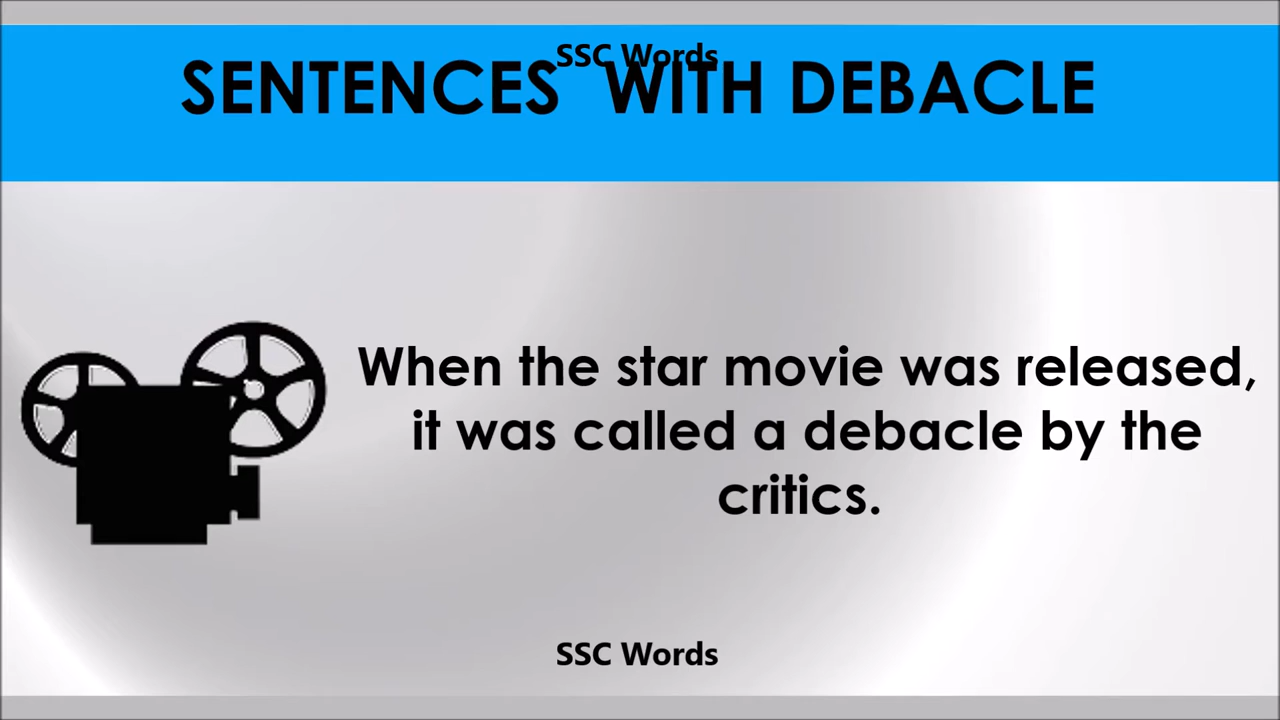 SSC Words
SENTENCES WITH DEBACLE
When the star movie was released,
it was called a debacle by the
critics.
SSC Words